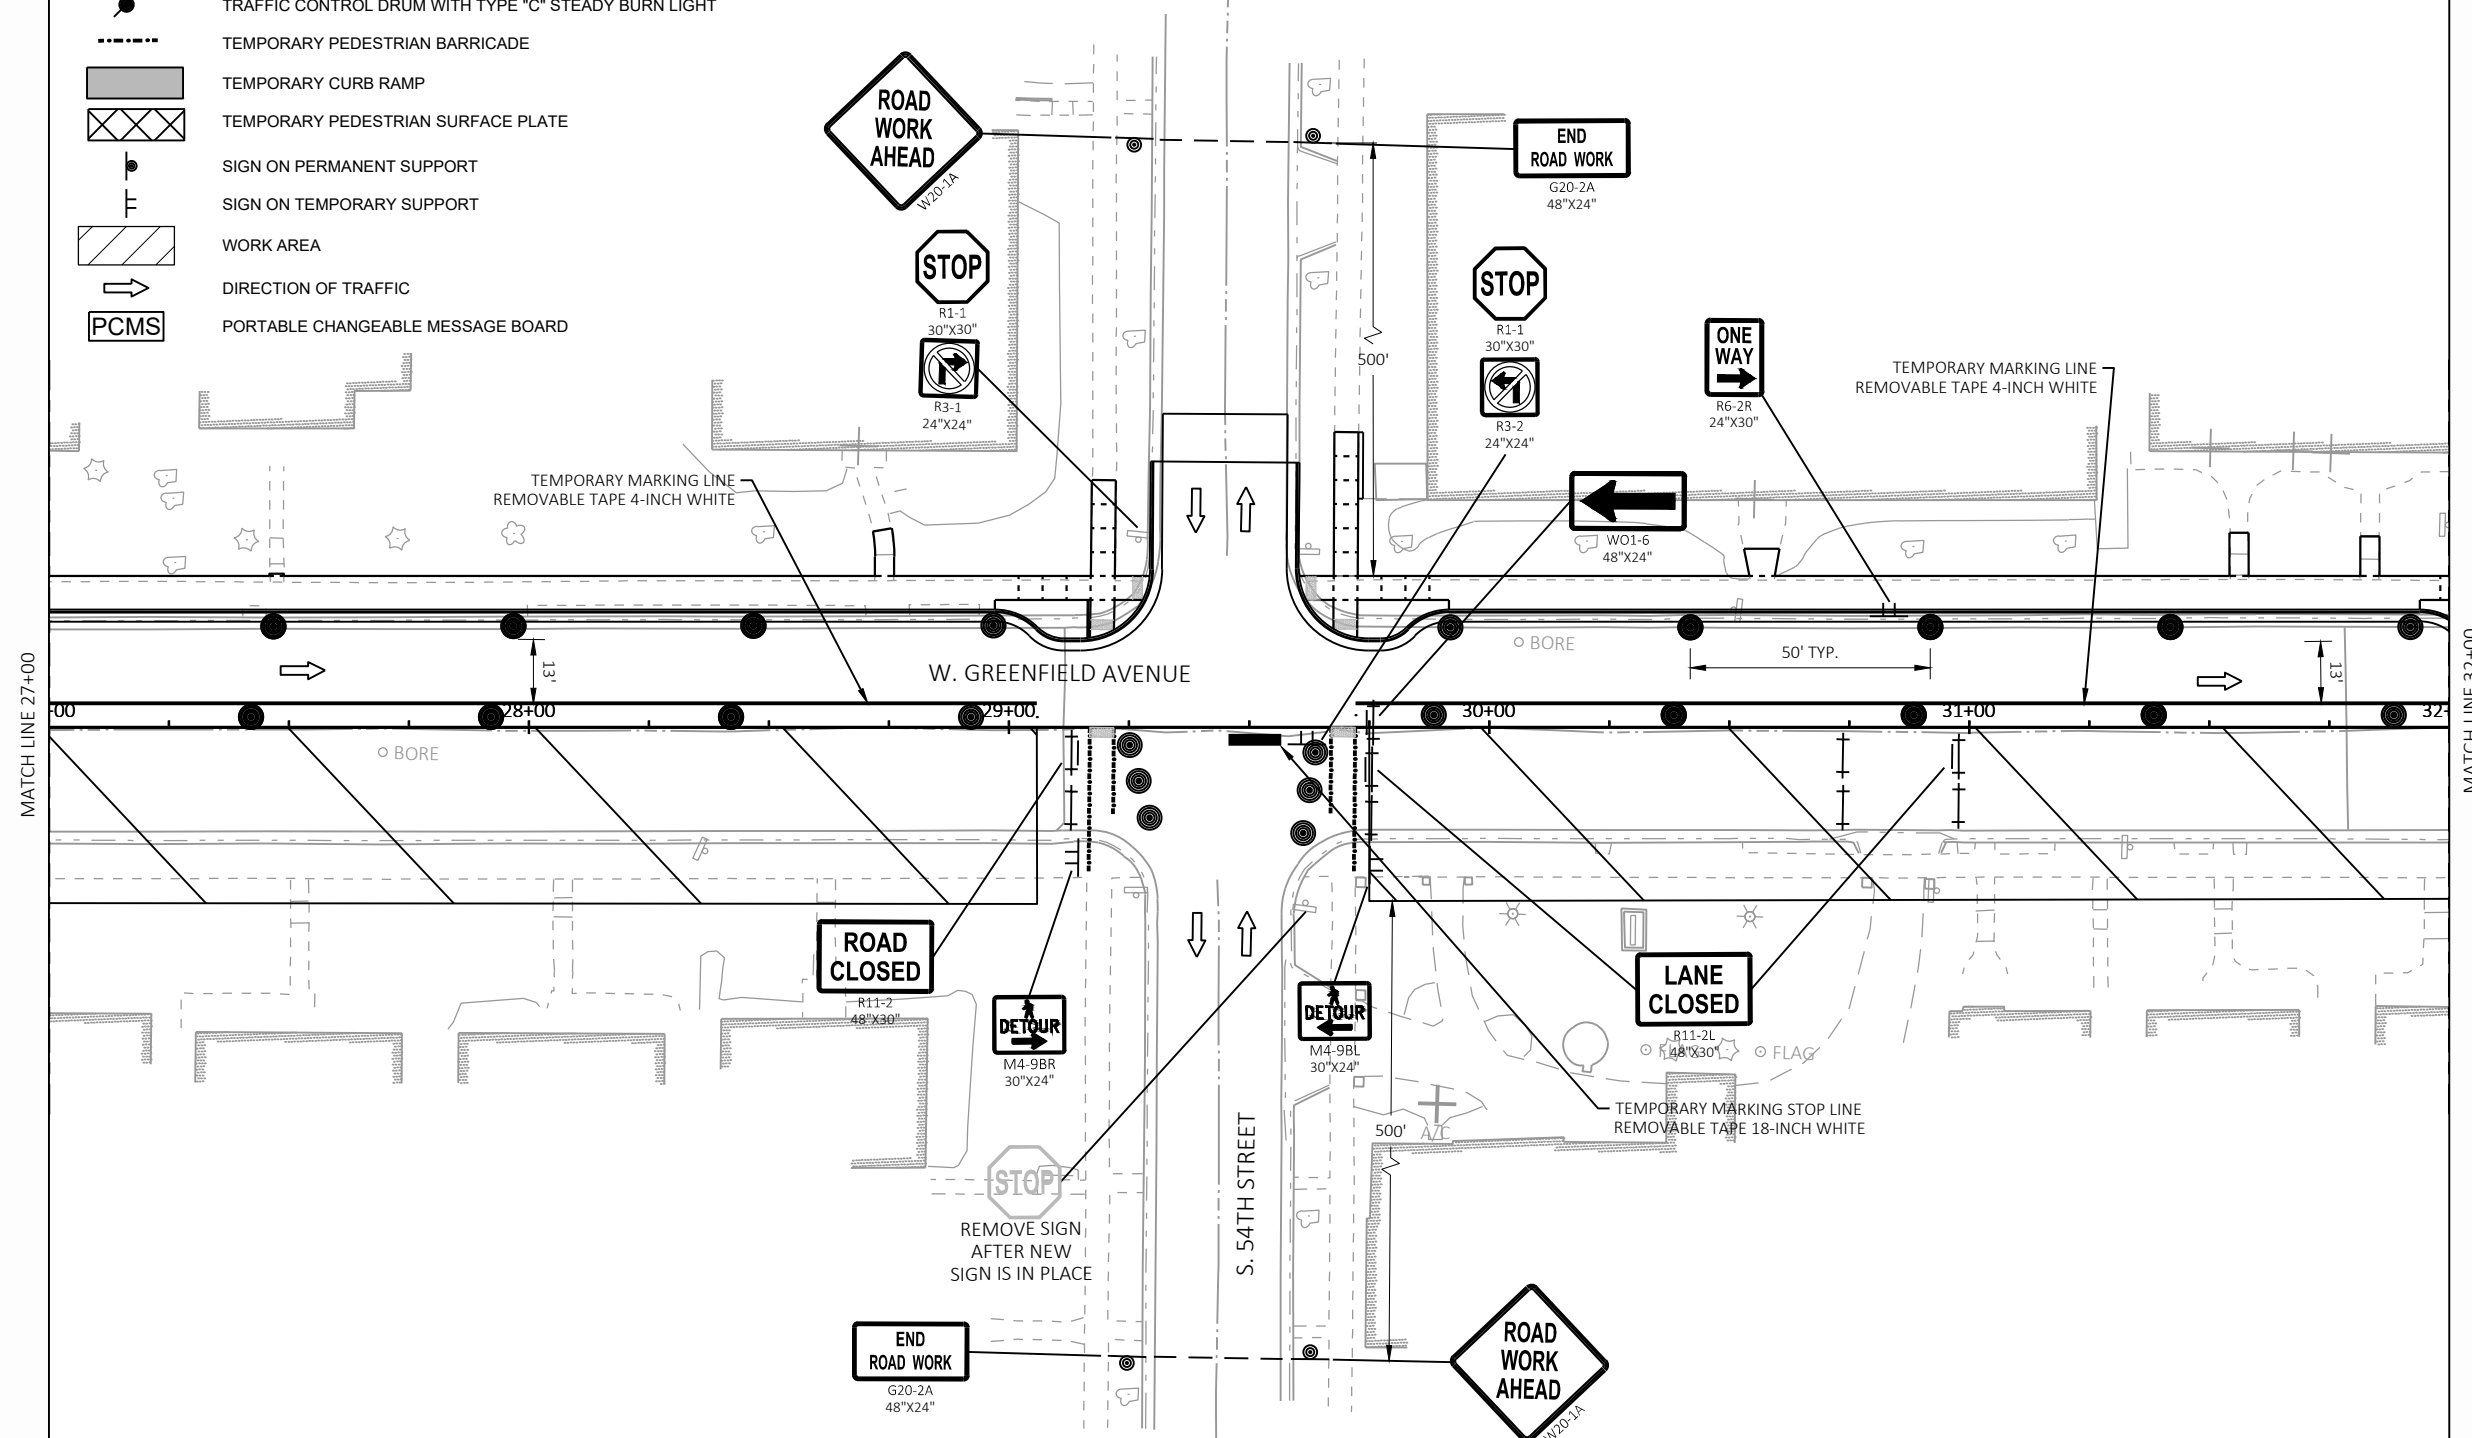 TRAFFIC CONTROL DRUM WITH TYPE "C" STEADY BURN LIGHT
TEMPORARY PEDESTRIAN BARRICADE
TEMPORARY CURB RAMP
TEMPORARY PEDESTRIAN SURFACE PLATE
SIGN ON PERMANENT SUPPORT
SIGN ON TEMPORARY SUPPORT
WORK AREA
DIRECTION OF TRAFFIC
PCMS
PORTABLE CHANGEABLE MESSAGE BOARD
ROAD
WORK
AHEAD
W20-1A
END
ROAD WORK
G20-2A
48"X24"
STOP
R1-1
30"X30"
R3-1
24"X24"
STOP
R1-1
30"X30"
R3-2
24"X24"
500'
ONE
WAY
R6-2R
24"X30"
TEMPORARY MARKING LINE
REMOVABLE TAPE 4-INCH WHITE
TEMPORARY MARKING LINE
REMOVABLE TAPE 4-INCH WHITE
WO1-6
48"X24"
BORE
50' TYP.
13'
W. GREENFIELD AVENUE
13'
MATCH LINE 27+00
MATCH LINE 32+00
-00
28+00
29+00
30+00
31+00
32+
BORE
ROAD
CLOSED
R11-2
48"X30"
DETOUR
M4-9BR
30"X24"
DETOUR
M4-9BL
30"X24"
LANE
CLOSED
R11-2L
48"X30"
FLAG
TEMPORARY MARKING STOP LINE
REMOVABLE TAPE 18-INCH WHITE
500'
A/C
S. 54TH STREET
STOP
REMOVE SIGN
AFTER NEW
SIGN IS IN PLACE
END
ROAD WORK
G20-2A
48"X24"
ROAD
WORK
AHEAD
W20-1A